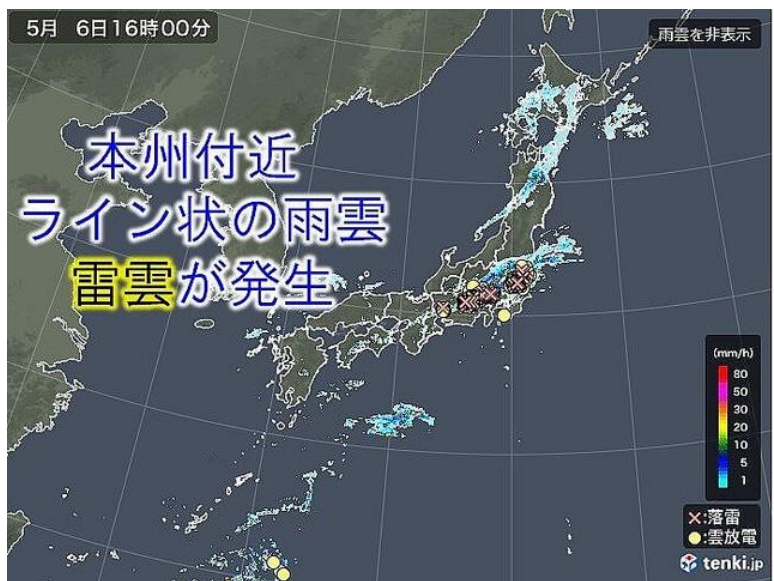 5月 6日16時00分
雨雲を非表示
本州付近
ライン状の雨雲
雷雲が発生
(mm/h)
80
50
30
20
10
5
1
×:落雷
●:雲放電
tenki.jp